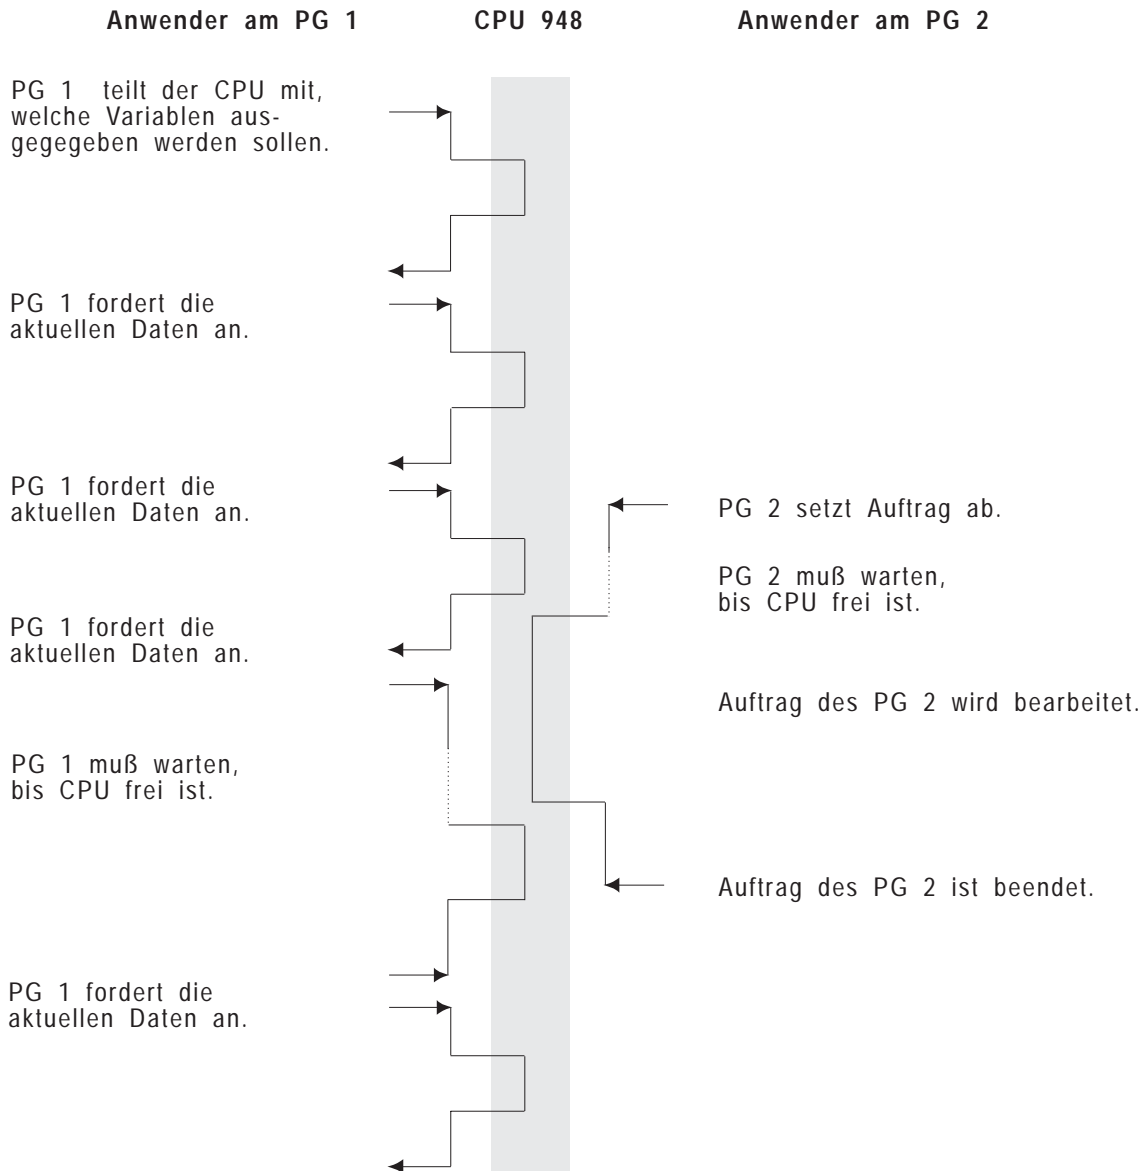 Anwender am PG 1
CPU 948
Anwender am PG 2
PG 1 teilt der CPU mit,
welche Variablen aus-
gegegeben werden sollen.
PG 1 fordert die
aktuellen Daten an.
PG 1 fordert die
aktuellen Daten an.
PG 2 setzt Auftrag ab.
PG 2 muß warten,
bis CPU frei ist.
PG 1 fordert die
aktuellen Daten an.
Auftrag des PG 2 wird bearbeitet.
PG 1 muß warten,
bis CPU frei ist.
Auftrag des PG 2 ist beendet.
PG 1 fordert die
aktuellen Daten an.